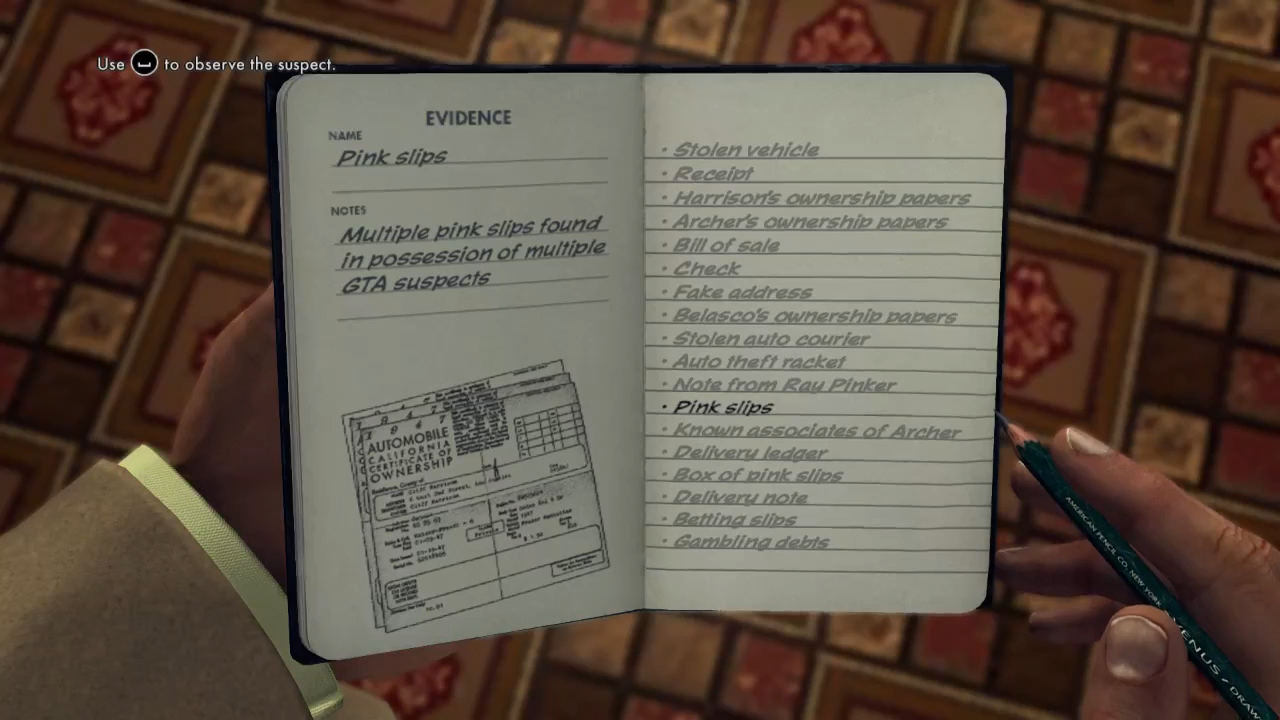 Use to observe the suspect.
EVIDENCE
NAME
Pink slips
NOTES
Multiple pink slips found
in possession of multiple
GTA suspects
AUTOMOBILE
CALIFORNIA
CERTIFICATE OF
OWNERSHIP
• Stolen vehicle
• Receipt
• Harrison's ownership papers
• Archer's ownership papers
• Bill of sale
• Check
• Fake address
• Belasco's ownership papers
• Stolen auto courier
• Auto theft racket
• Note from Ray Pinker
• Pink slips
• Known associates of Archer
• Delivery ledger
• Box of pink slips
• Delivery note
• Betting slips
• Gambling debts
AMERICAN PENCIL CO. NEW YORK VENUS / DRAW